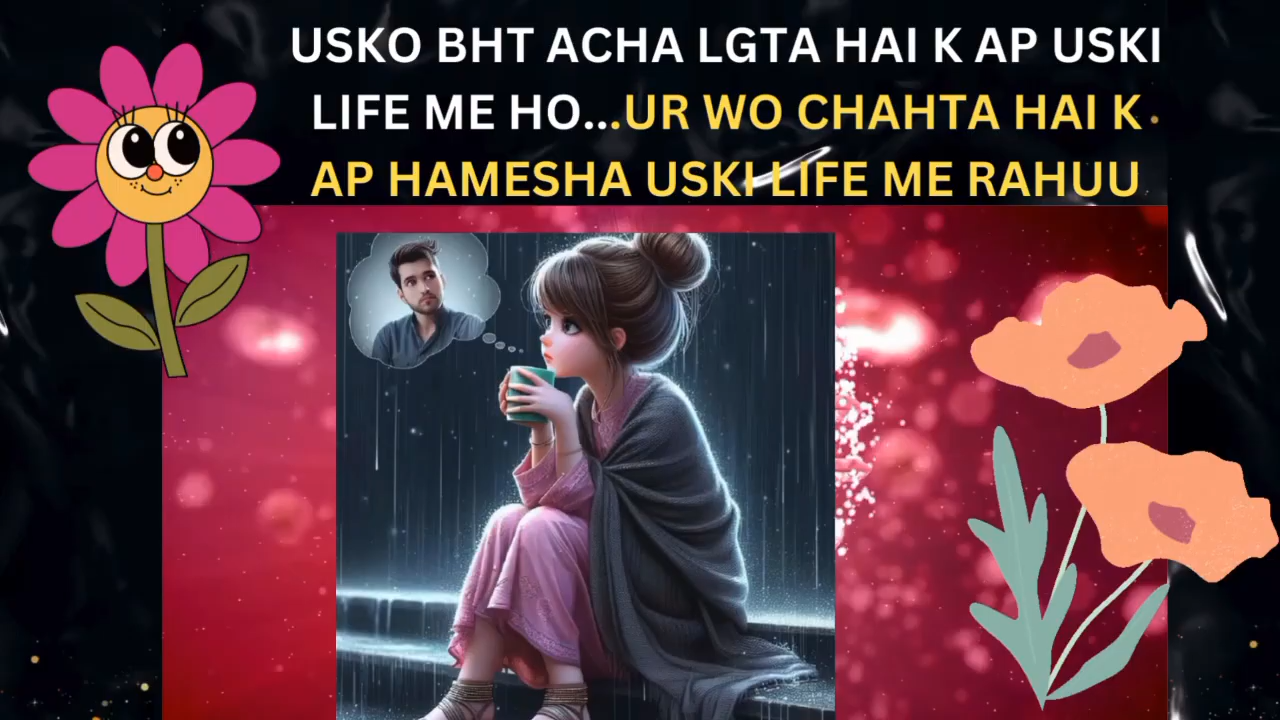 USKO BHT ACHA LGTA HAI K AP USKI
LIFE ME HO...UR WO CHAHTA HAI K
AP HAMESHA USKI LIFE ME RAHUU